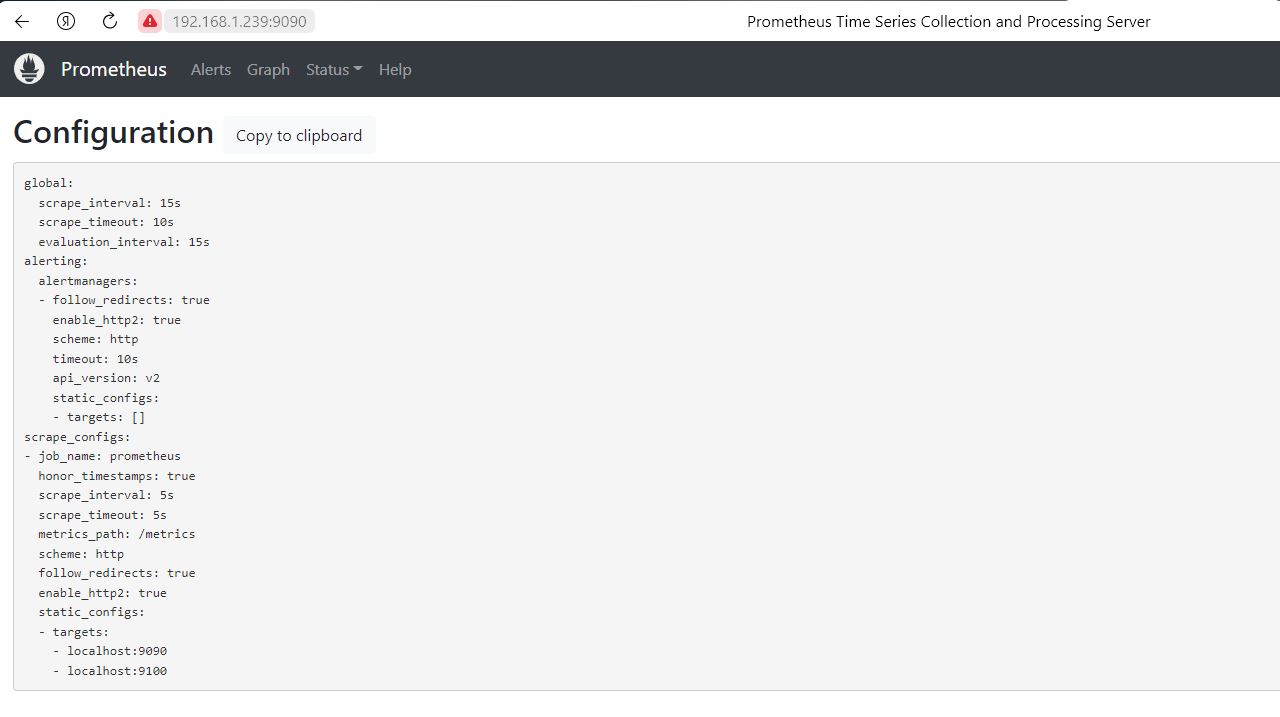 Я 192.168.1.239:9090 Prometheus Time Series Collection and Processing Server
Prometheus Alerts Graph Status Help
Configuration Copy to clipboard
global:
  scrape_interval: 15s
  scrape_timeout: 10s
  evaluation_interval: 15s
alerting:
  alertmanagers:
  - follow_redirects: true
    enable_http2: true
    scheme: http
    timeout: 10s
    api_version: v2
    static_configs:
    - targets: []
scrape_configs:
- job_name: prometheus
  honor_timestamps: true
  scrape_interval: 5s
  scrape_timeout: 5s
  metrics_path: /metrics
  scheme: http
  follow_redirects: true
  enable_http2: true
  static_configs:
  - targets:
    - localhost:9090
    - localhost:9100